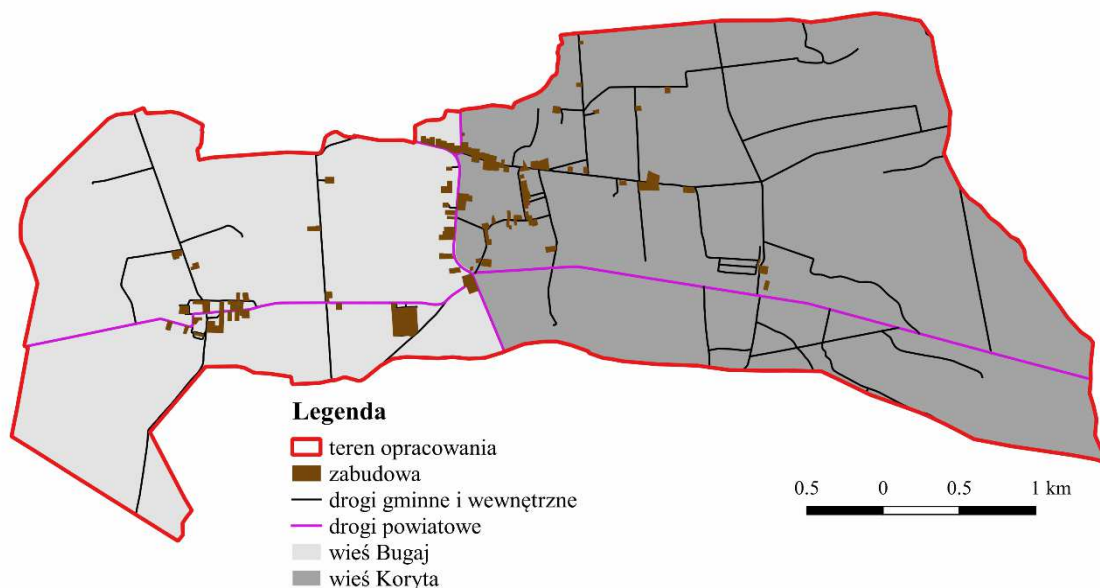 Legenda
teren opracowania
zabudowa
drogi gminne i wewnętrzne
drogi powiatowe
wieś Bugaj
wieś Koryta
0.5 0 0.5 1 km